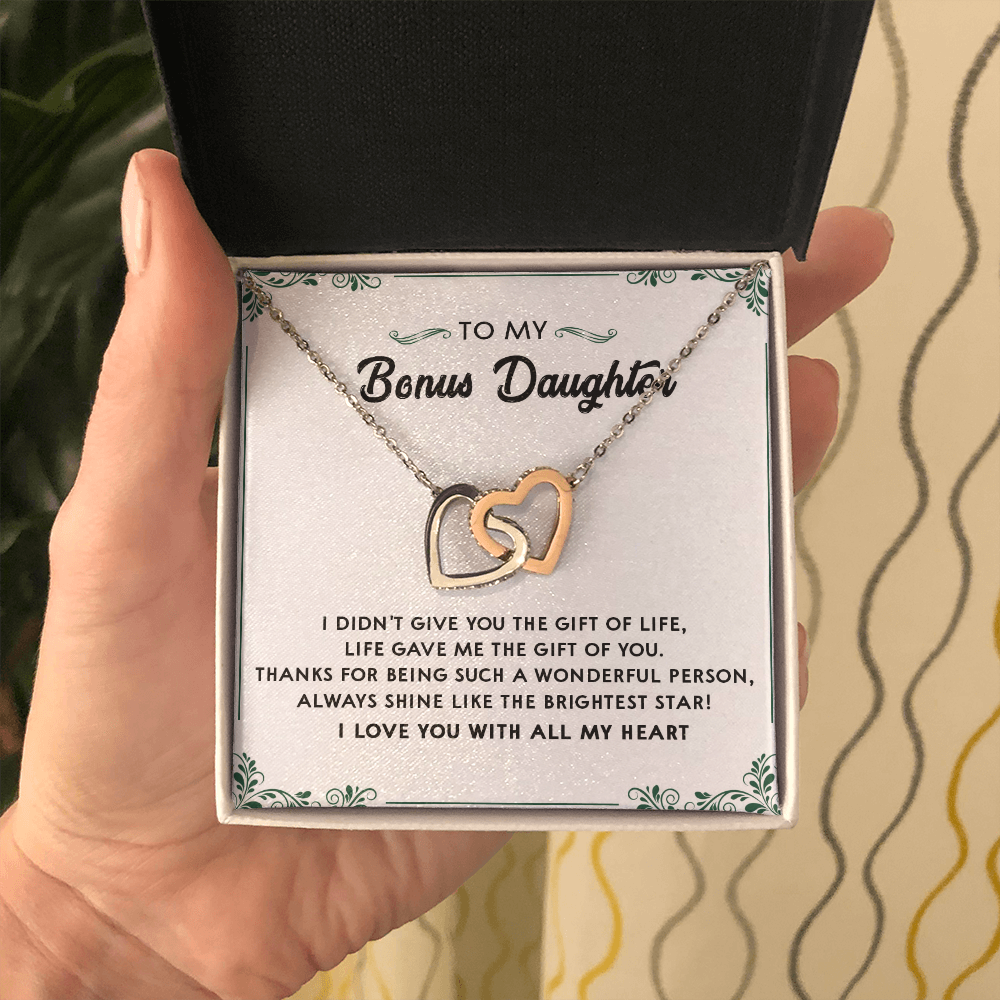 TO MY
Bonus Daughter
I DIDN'T GIVE YOU THE GIFT OF LIFE,
LIFE GAVE ME THE GIFT OF YOU.
THANKS FOR BEING SUCH A WONDERFUL PERSON,
ALWAYS SHINE LIKE THE BRIGHTEST STAR!
I LOVE YOU WITH ALL MY HEART